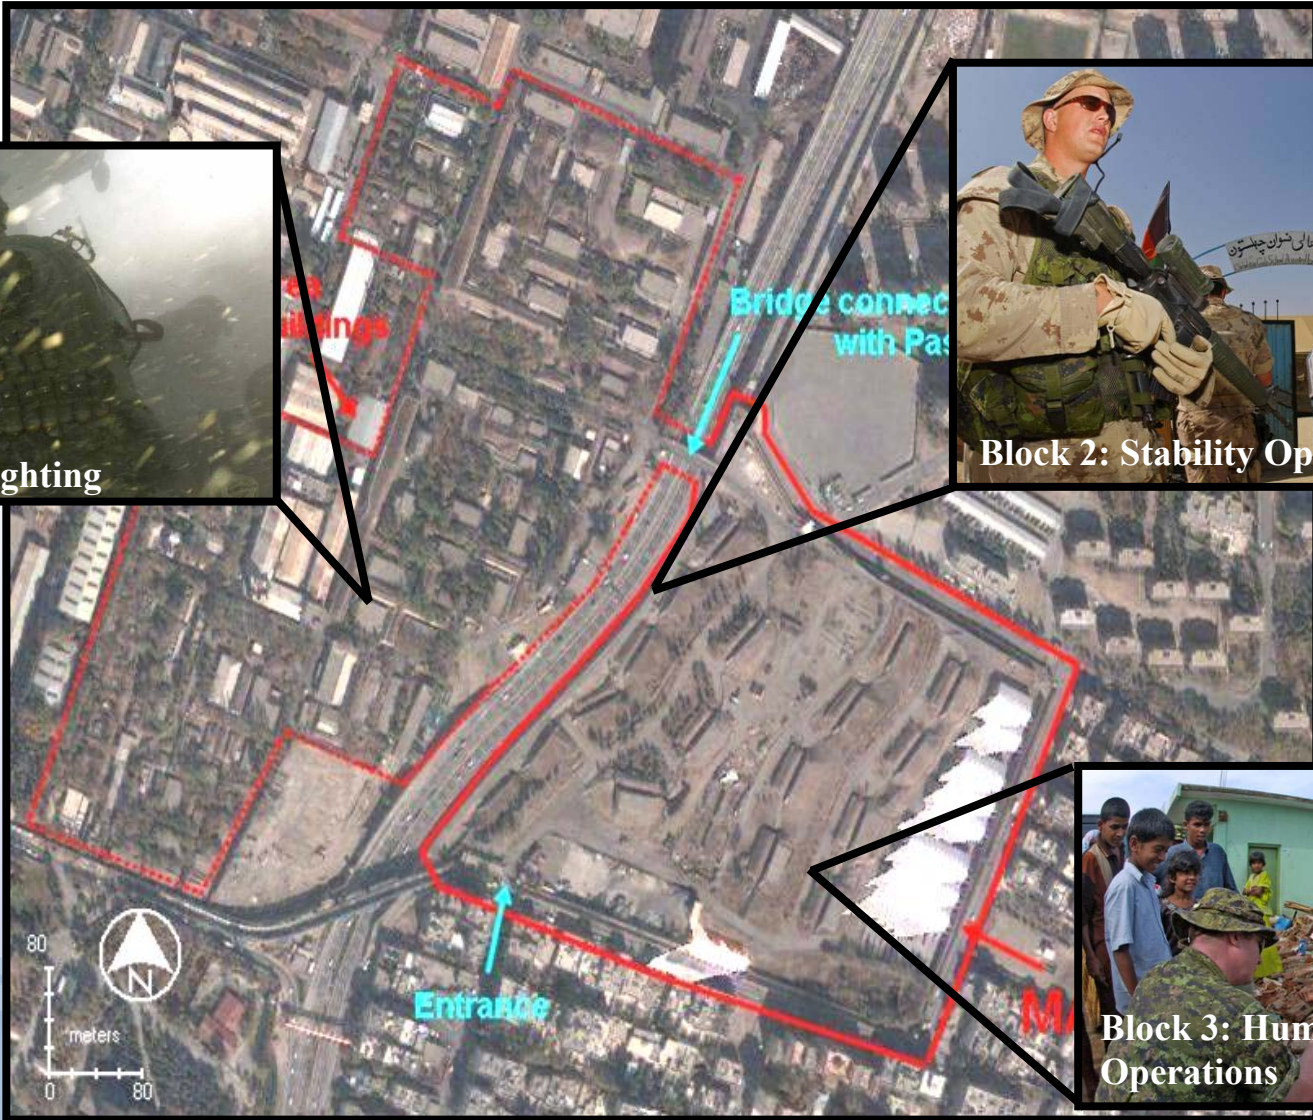 Bridge connec
with Pas
ghting
Block 2: Stability Op
Entrance
80
N
meters
0 80
Block 3: Hum
Operations